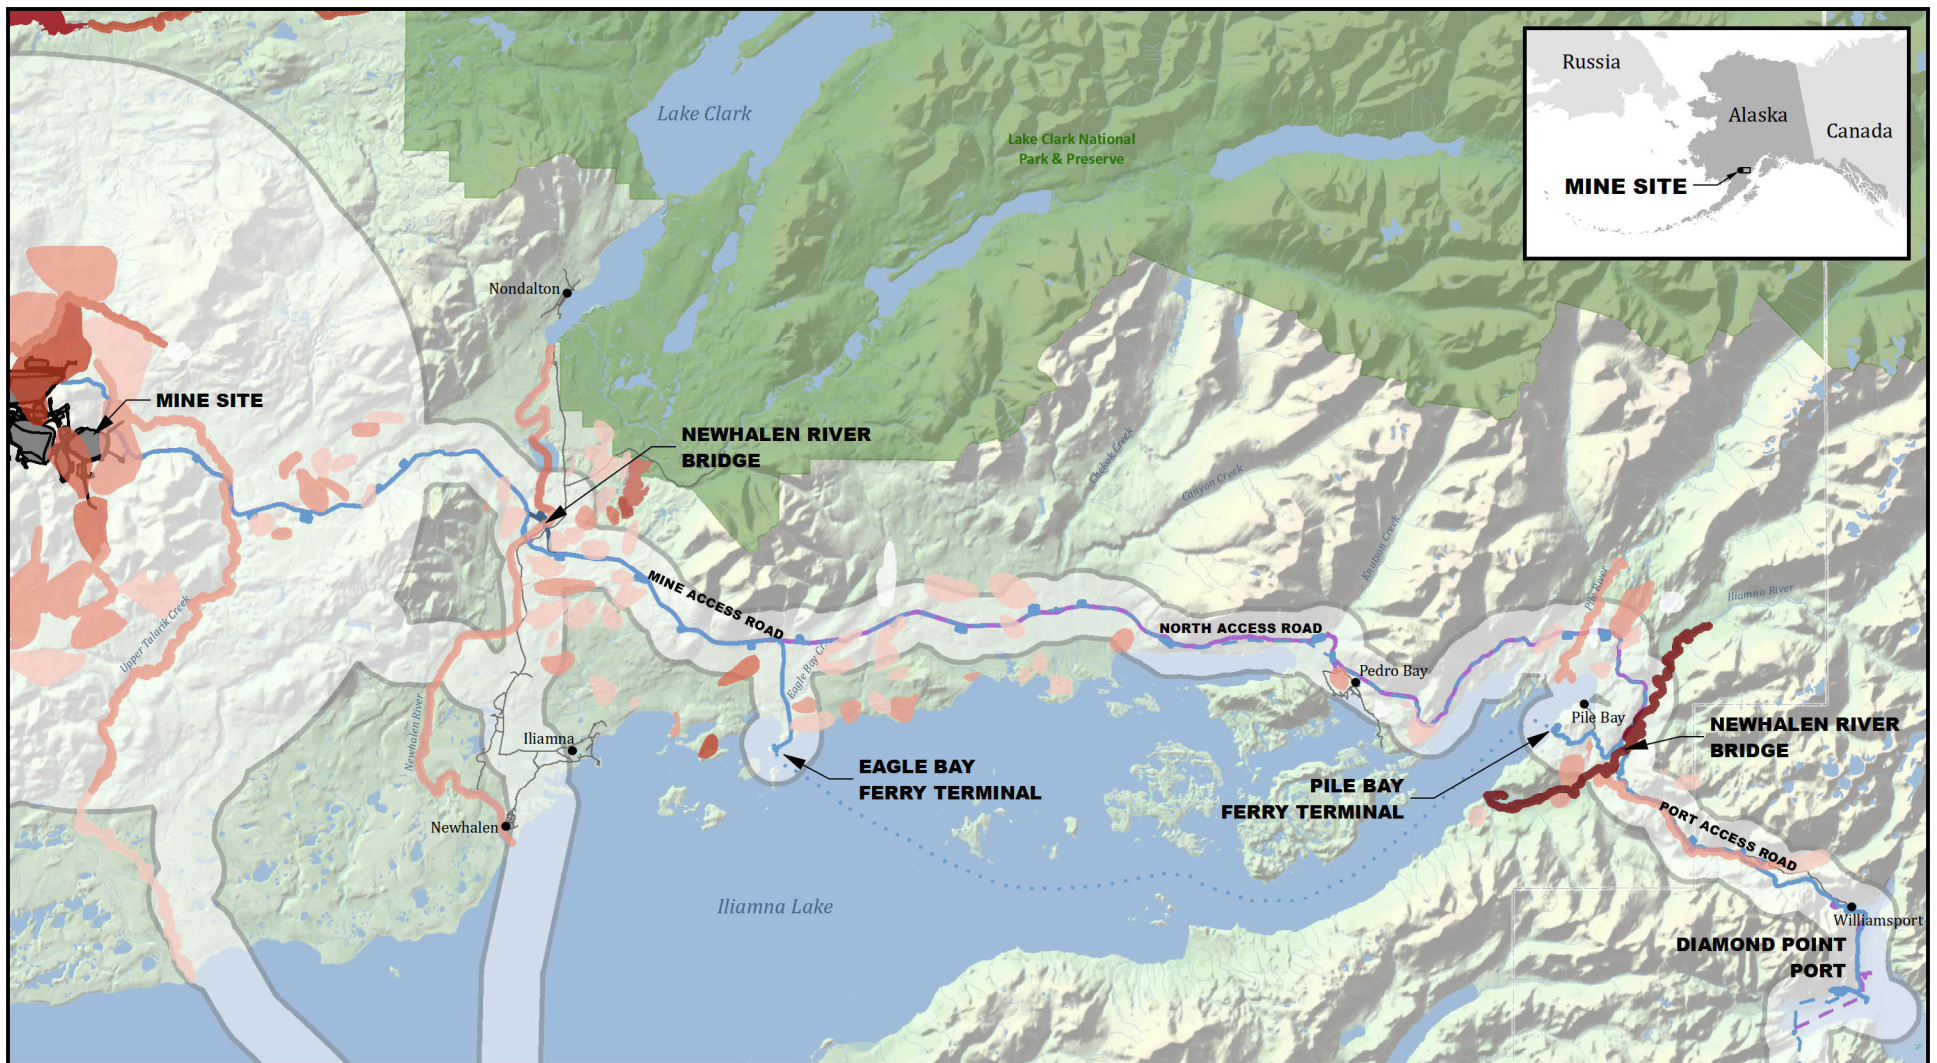 Russia
Alaska
Canada
MINE SITE
Lake Clark
Lake Clark National
Park & Preserve
Nondalton
MINE SITE
NEWHALEN RIVER
BRIDGE
Chekok Creek
Canyon Creek
Knutson Creek
Pile River
Iliamna River
Upper Talarik Creek
MINE ACCESS ROAD
NORTH ACCESS ROAD
Eagle Bay Cr
Pedro Bay
Newhalen River
Pile Bay
NEWHALEN RIVER
BRIDGE
Iliamna
EAGLE BAY
FERRY TERMINAL
PILE BAY
FERRY TERMINAL
Newhalen
PORT ACCESS ROAD
Iliamna Lake
Williamsport
DIAMOND POINT
PORT